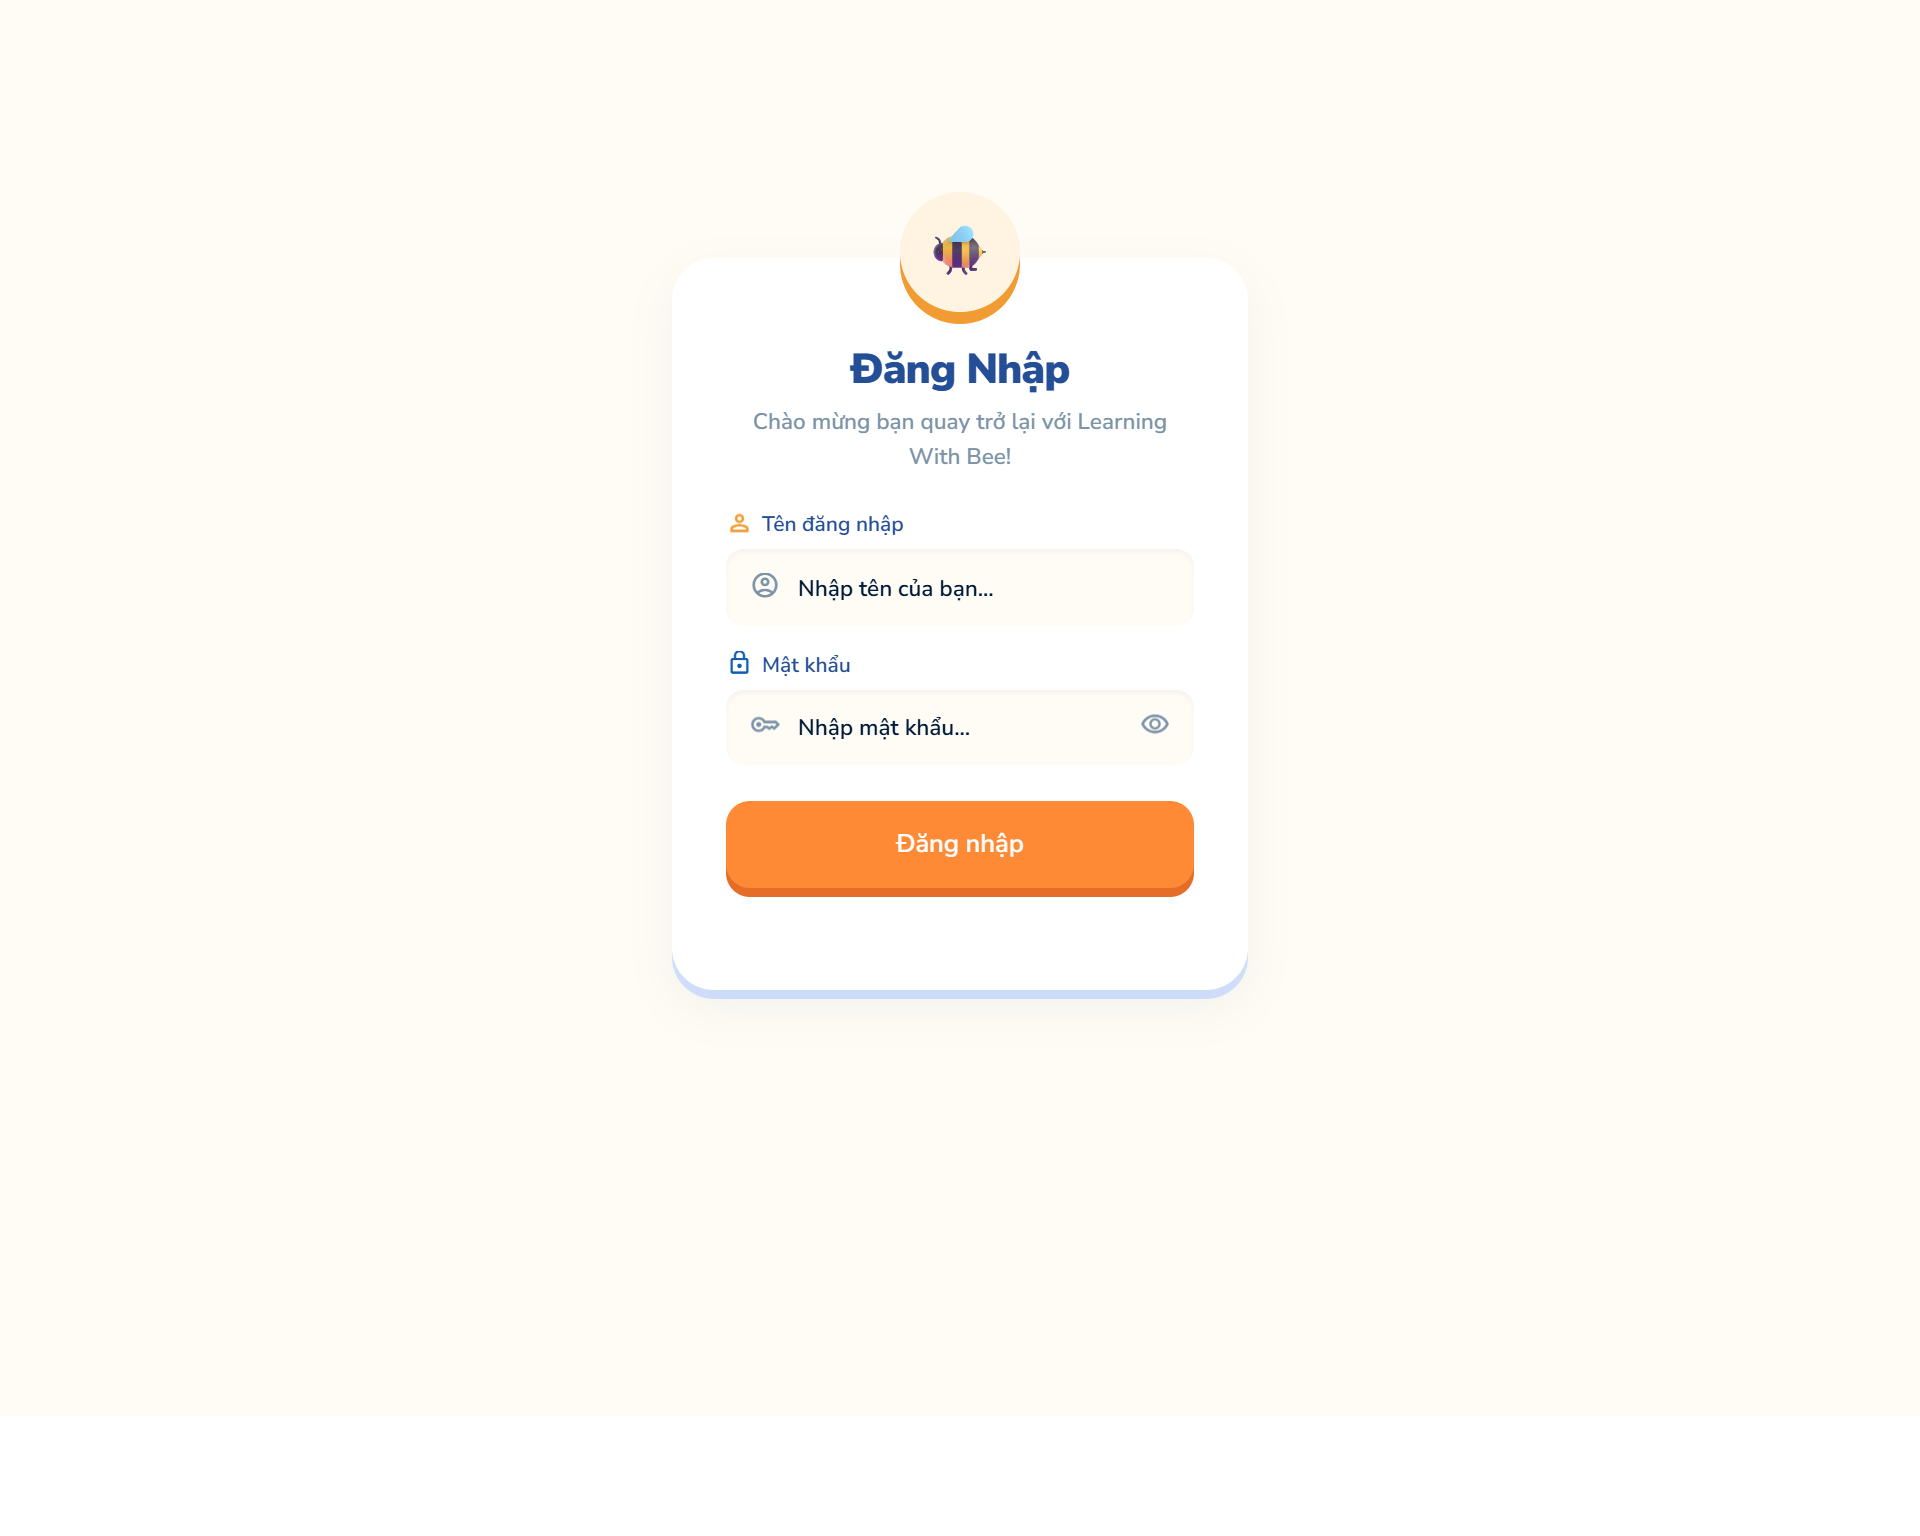 Đăng Nhập
Chào mừng bạn quay trở lại với Learning
With Bee!
Tên đăng nhập
Nhập tên của bạn...
Mật khẩu
Nhập mật khẩu...
Đăng nhập